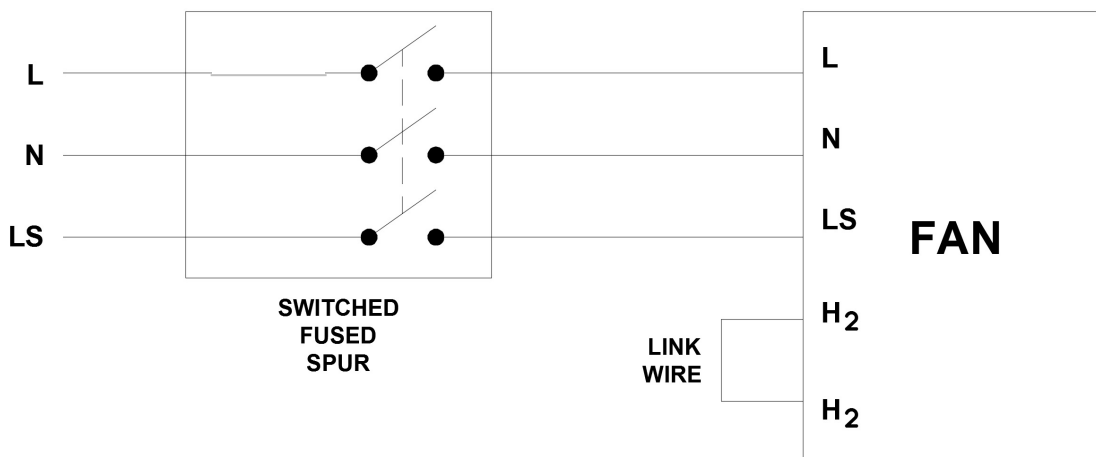 L
N
LS
SWITCHED
FUSED
SPUR
LINK
WIRE
L
N
LS
H2
H2
FAN